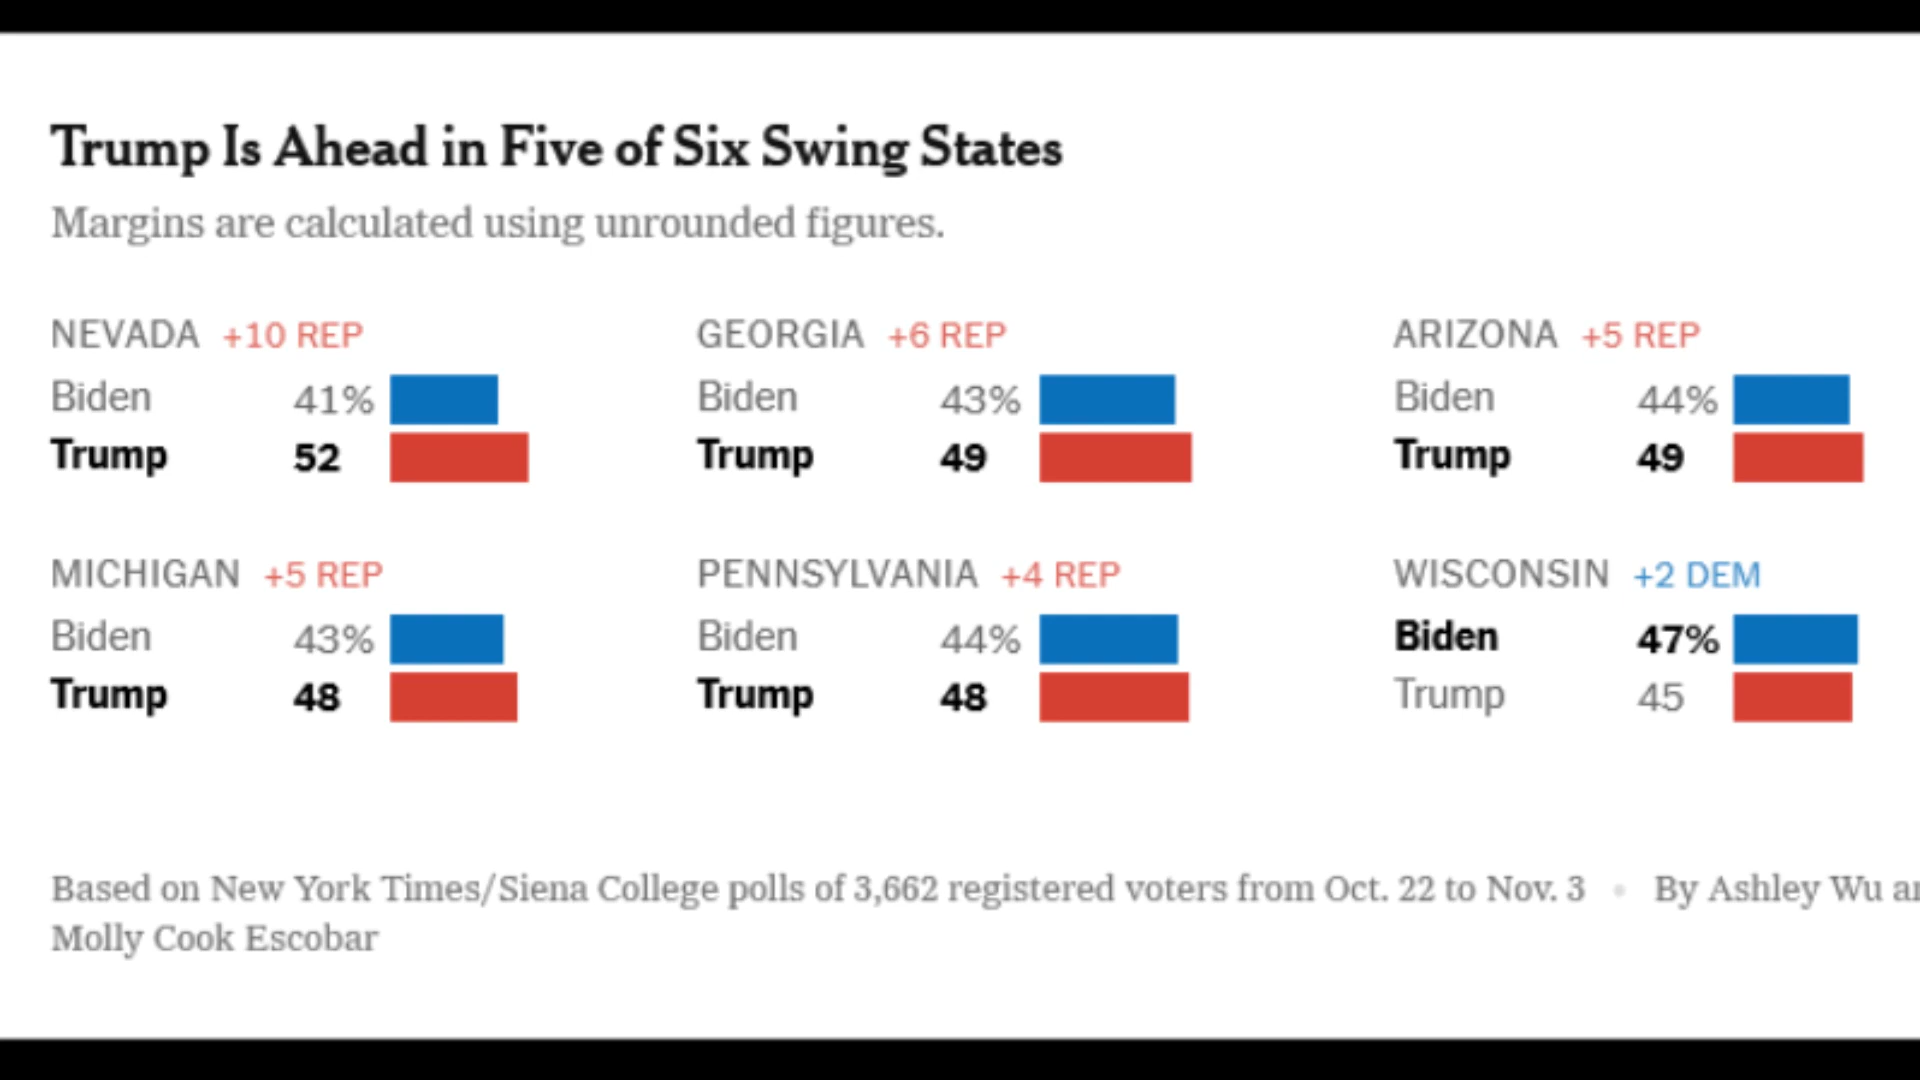 Trump Is Ahead in Five of Six Swing States
Margins are calculated using unrounded figures.
NEVADA +10 REP
Biden 41%
Trump 52
GEORGIA +6 REP
Biden 43%
Trump 49
ARIZONA +5 REP
Biden 44%
Trump 49
MICHIGAN +5 REP
Biden 43%
Trump 48
PENNSYLVANIA +4 REP
Biden 44%
Trump 48
WISCONSIN +2 DEM
Biden 47%
Trump 45
Based on New York Times/Siena College polls of 3,662 registered voters from Oct. 22 to Nov. 3 • By Ashley Wu
Molly Cook Escobar